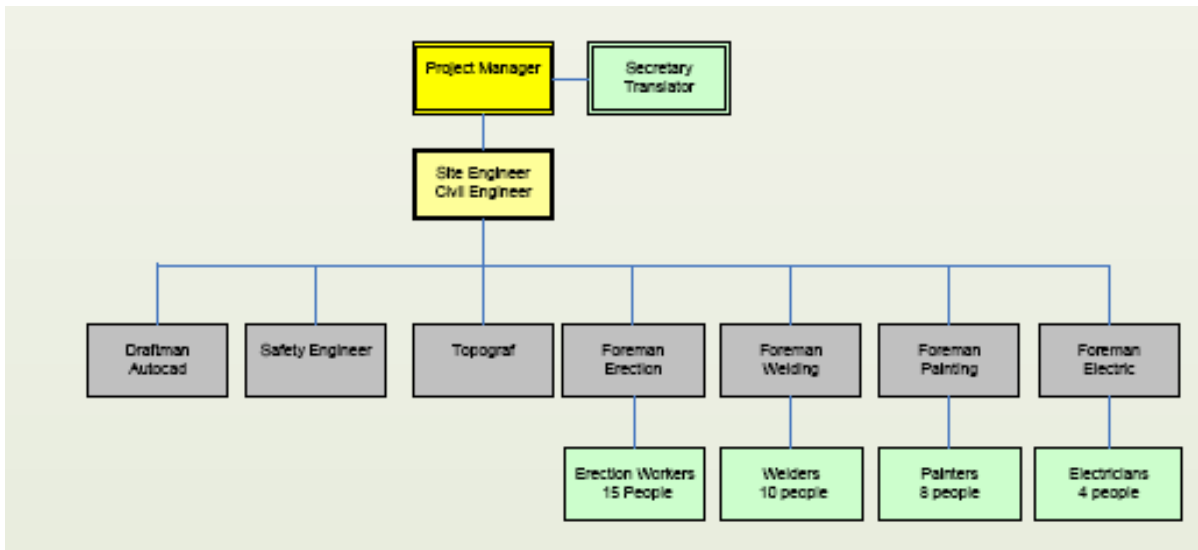 Project Manager
Secretary
Translator
Site Engineer
Civil Engineer
Draftman
Autocad
Safety Engineer
Topograf
Foreman
Erection
Foreman
Welding
Foreman
Painting
Foreman
Electric
Erection Workers
15 People
Welders
10 people
Painters
8 people
Electricians
4 people